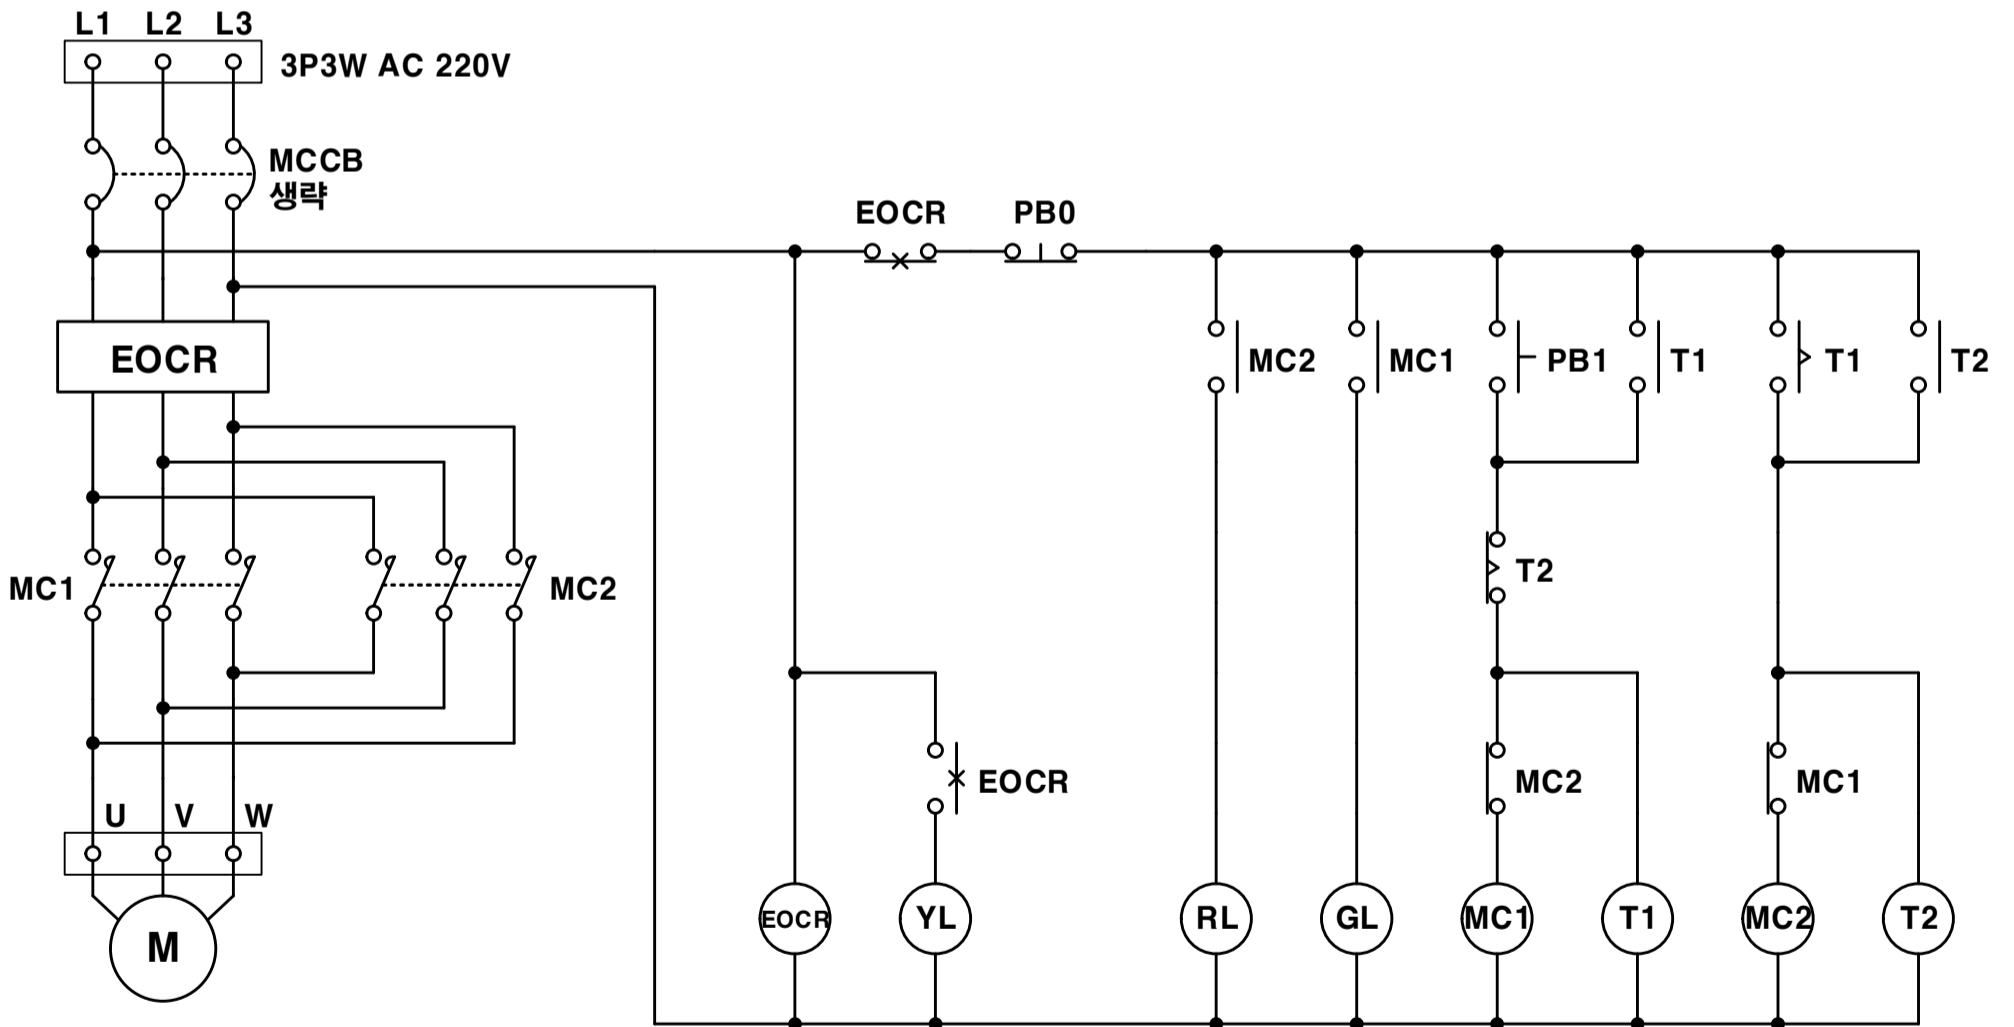 L1 L2 L3
3P3W AC 220V
MCCB
생략
EOCR PB0
EOCR
MC2 MC1 PB1 T1 T1 T2
T2
MC1 MC2
EOCR MC2 MC1
U V W
M
EOCR YL RL GL MC1 T1 MC2 T2